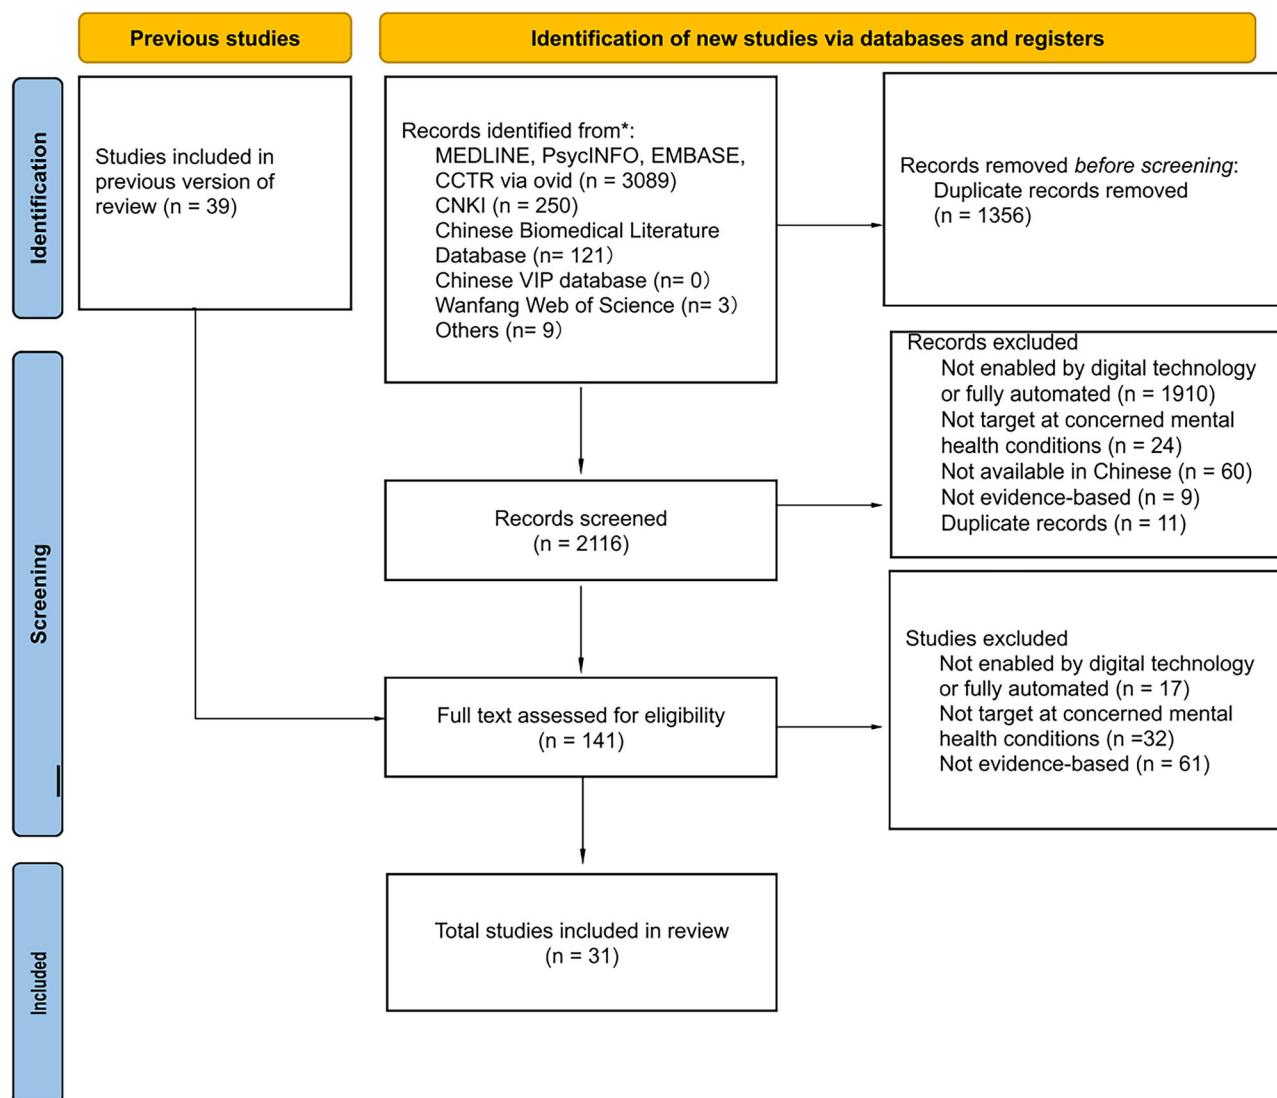 Previous studies
Identification of new studies via databases and registers
Identification
Studies included in
previous version of
review (n = 39)
Records identified from*:
MEDLINE, PsycINFO, EMBASE,
CCTR via ovid (n = 3089)
CNKI (n = 250)
Chinese Biomedical Literature
Database (n= 121）
Chinese VIP database (n= 0）
Wanfang Web of Science (n= 3）
Others (n= 9）
Records removed before screening:
Duplicate records removed
(n = 1356)
Screening
Records screened
(n = 2116)
Records excluded
Not enabled by digital technology
or fully automated (n = 1910)
Not target at concerned mental
health conditions (n = 24)
Not available in Chinese (n = 60)
Not evidence-based (n = 9)
Duplicate records (n = 11)
Full text assessed for eligibility
(n = 141)
Studies excluded
Not enabled by digital technology
or fully automated (n = 17)
Not target at concerned mental
health conditions (n =32)
Not evidence-based (n = 61)
Included
Total studies included in review
(n = 31)